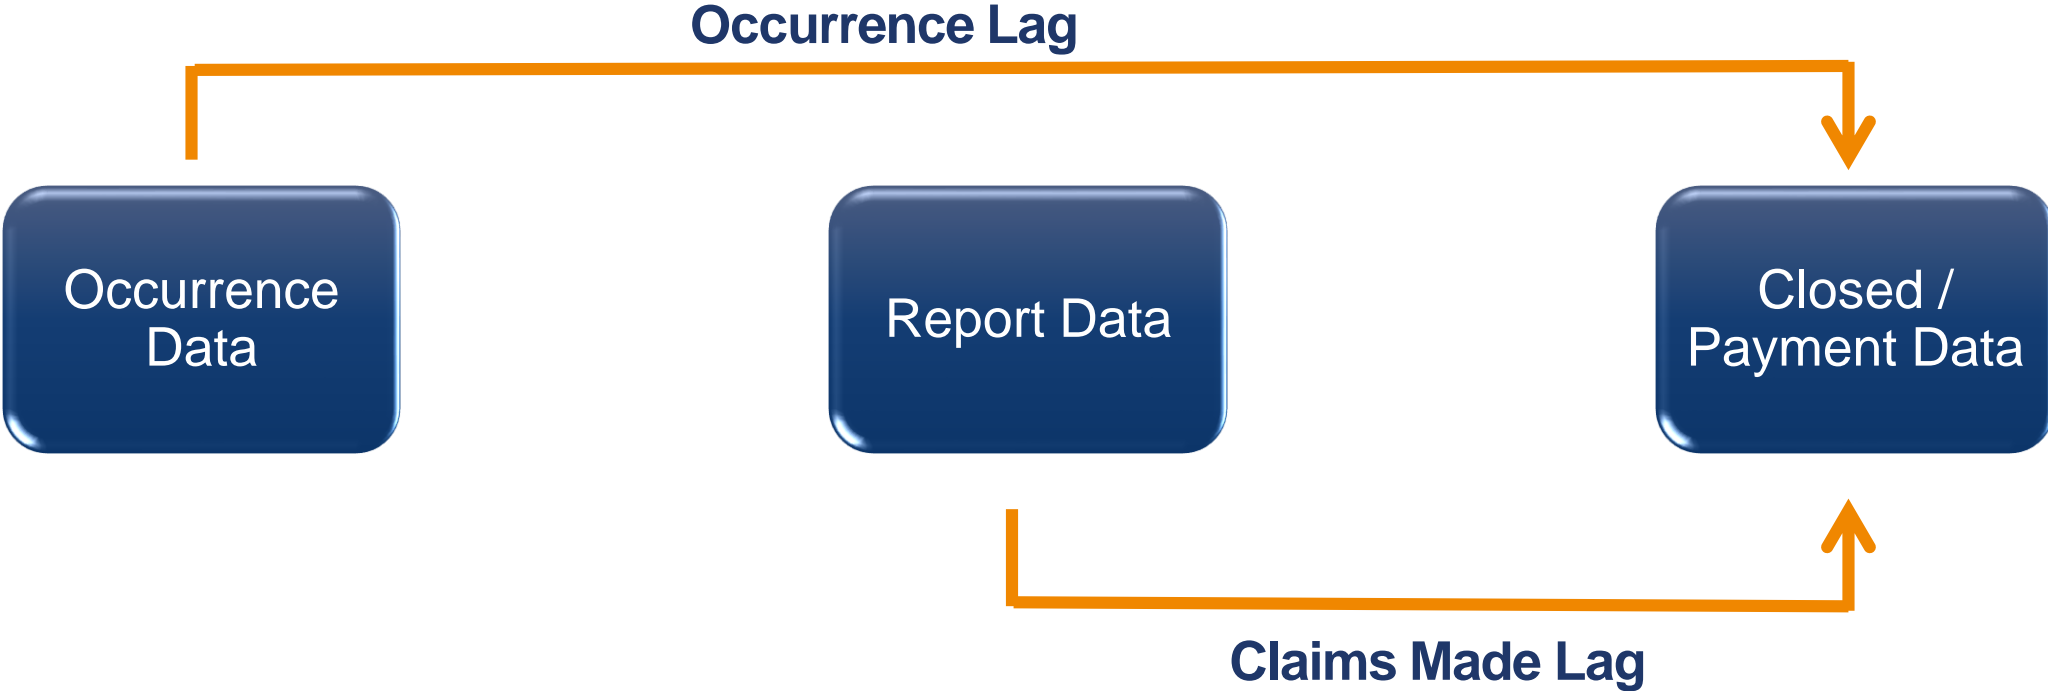 Occurrence Lag
Occurrence
Data
Report Data
Closed /
Payment Data
Claims Made Lag